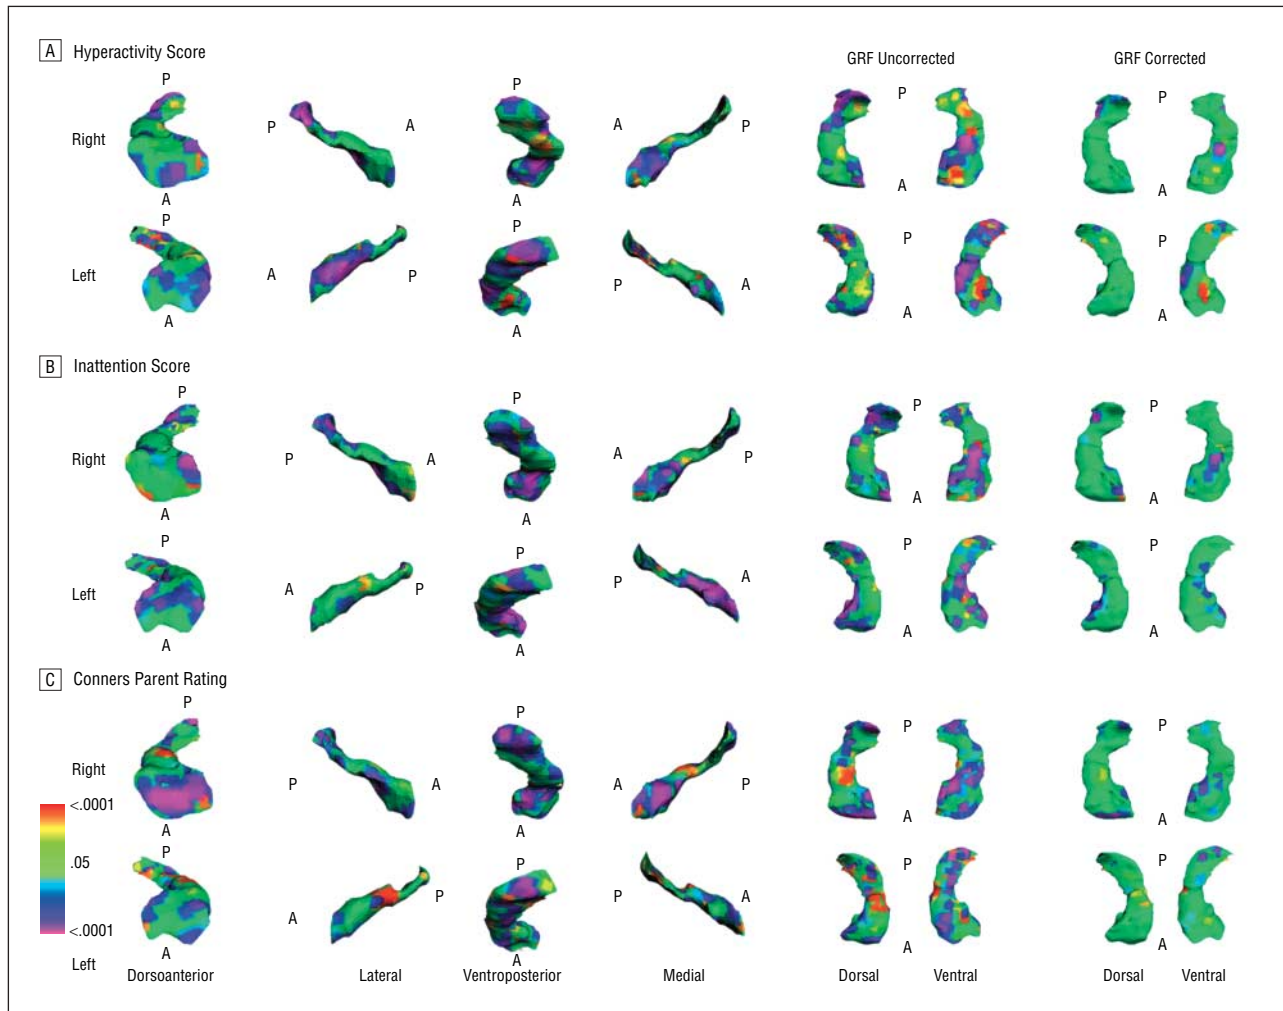 A Hyperactivity Score
GRF Uncorrected GRF Corrected
P P P P
P A A P
Right
A A A A
P P
Left
A P P A P P
A A A A
B Inattention Score
P P P P
Right
P A A P
A A A A
P P P P
Left
A P P A
A A A A
C Conners Parent Rating
P P P P
Right
P A A P
<.0001
A A A A
P P P P
.05
P P A
A
<.0001
A A A A
Left
Dorsoanterior Lateral Ventroposterior Medial Dorsal Ventral Dorsal Ventral